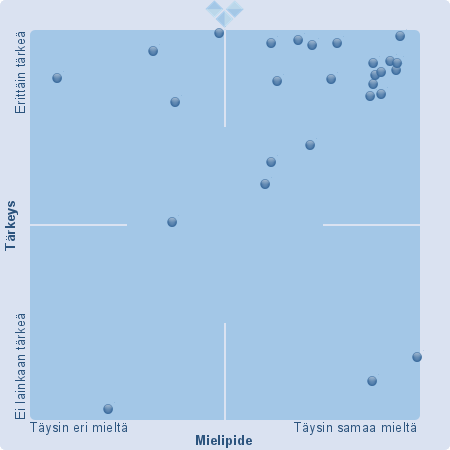 Erittäin tärkeä
Tärkeys
Ei lainkaan tärkeä
Täysin eri mieltä
Täysin samaa mieltä
Mielipide